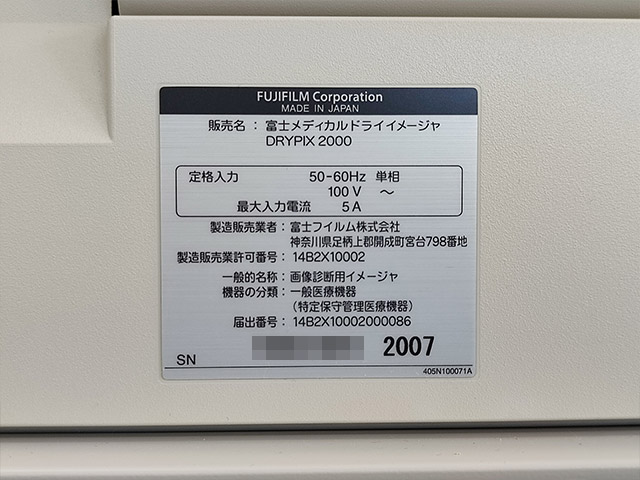 FUJIFILM Corporation
MADE IN JAPAN
販売名：富士メディカルドライイメージャ
DRYPIX 2000
定格入力 50-60Hz 単相
100V ～
最大入力電流 5A
製造販売業者：富士フイルム株式会社
神奈川県足柄上郡開成町宮台798番地
製造販売業許可番号：14B2X10002
一般的名称：画像診断用イメージャ
機器の分類：一般医療機器
（特定保守管理医療機器）
届出番号：14B2X10002000086
2007
SN
405N100071A